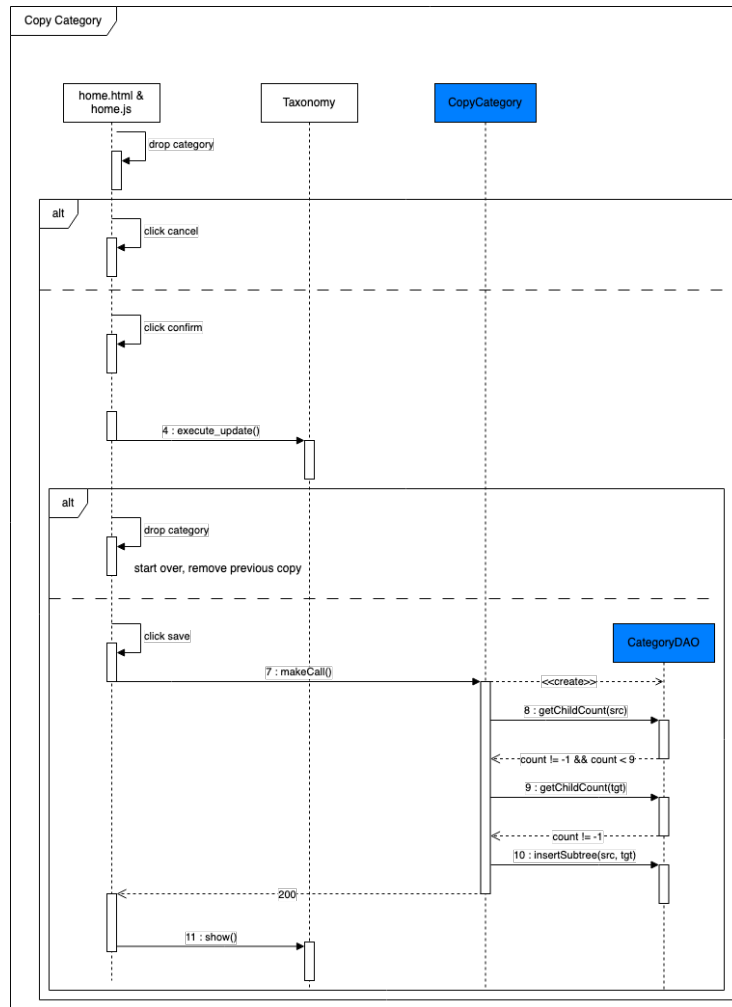 Copy Category
home.html &
home.js
Taxonomy
CopyCategory
drop category
alt
click cancel
click confirm
4 : execute_update()
alt
drop category
start over, remove previous copy
click save
CategoryDAO
7 : makeCall()
<<create>>
8 : getChildCount(src)
count != -1 && count < 9
9 : getChildCount(tgt)
count != -1
10 : insertSubtree(src, tgt)
200
11 : show()